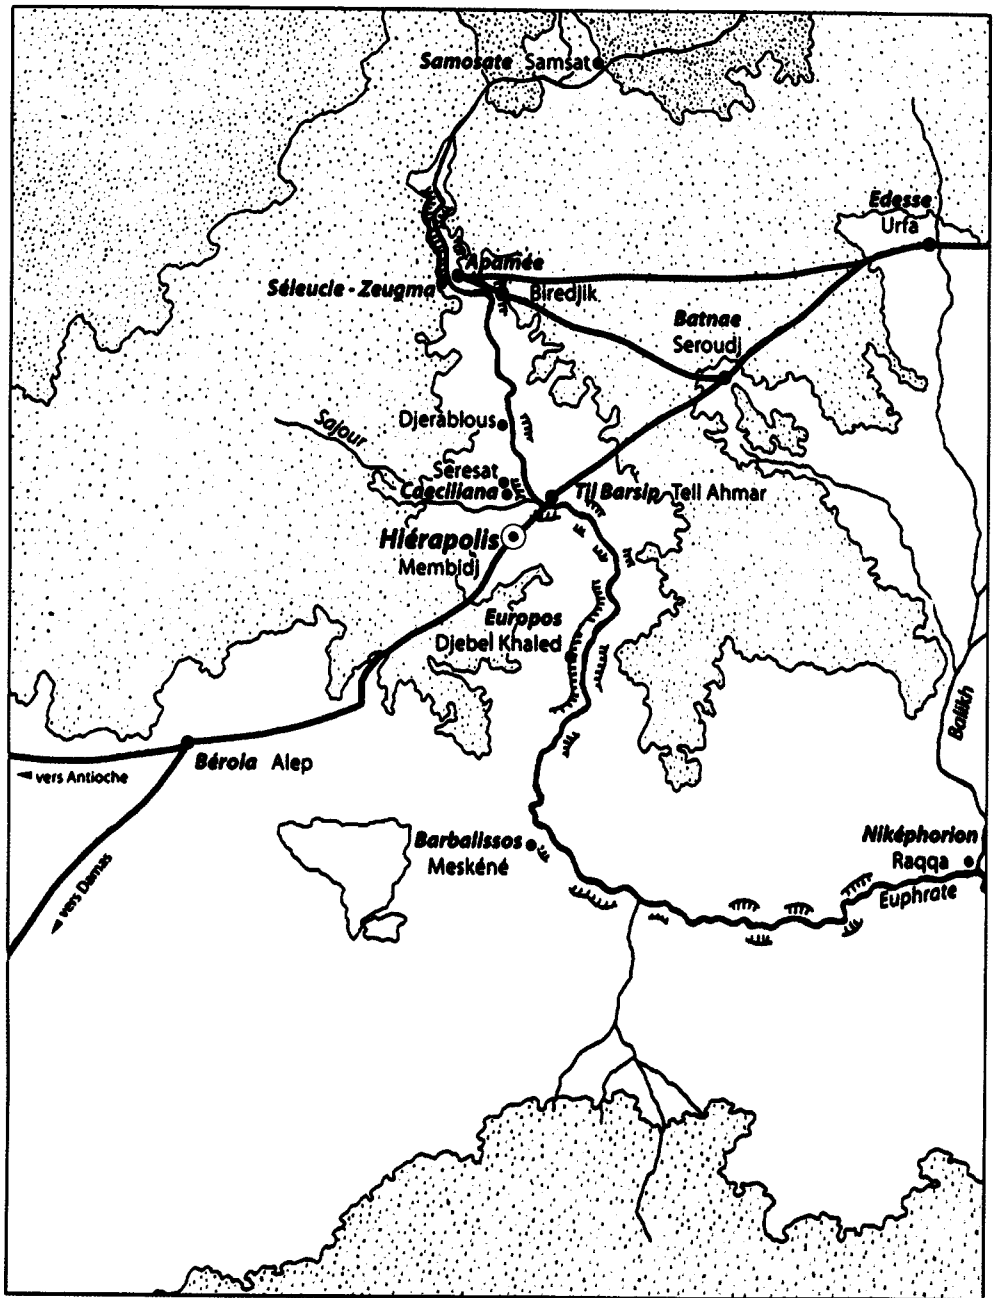 Samosate Samsat
Edesse
Urfa
Apamée
Séleucie - Zeugma
Biredjik
Batnae
Seroudj
Djerablous
Sajour
Seresat
Caeciliana
Til Barsip Tell Ahmar
Hiérapolis
Membidj
Europos
Djebel Khaled
Balikh
Béroia Alep
vers Antioche
vers Damas
Barbalissos
Meskéné
Niképhorion
Raqqa
Euphrate